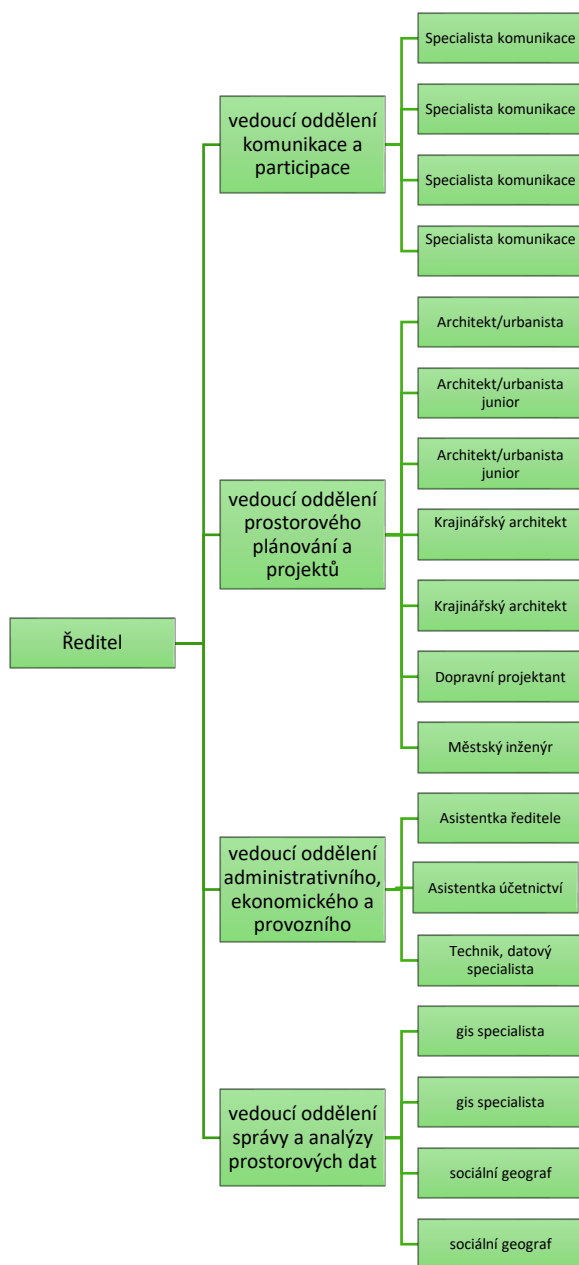 Ředitel
vedoucí oddělení
komunikace a
participace
Specialista komunikace
Specialista komunikace
Specialista komunikace
Specialista komunikace
vedoucí oddělení
prostorového
plánování a
projektů
Architekt/urbanista
Architekt/urbanista
junior
Architekt/urbanista
junior
Krajinářský architekt
Krajinářský architekt
Dopravní projektant
Městský inženýr
vedoucí oddělení
administrativního,
ekonomického a
provozního
Asistentka ředitele
Asistentka účetnictví
Technik, datový
specialista
vedoucí oddělení
správy a analýzy
prostorových dat
gis specialista
gis specialista
sociální geograf
sociální geograf